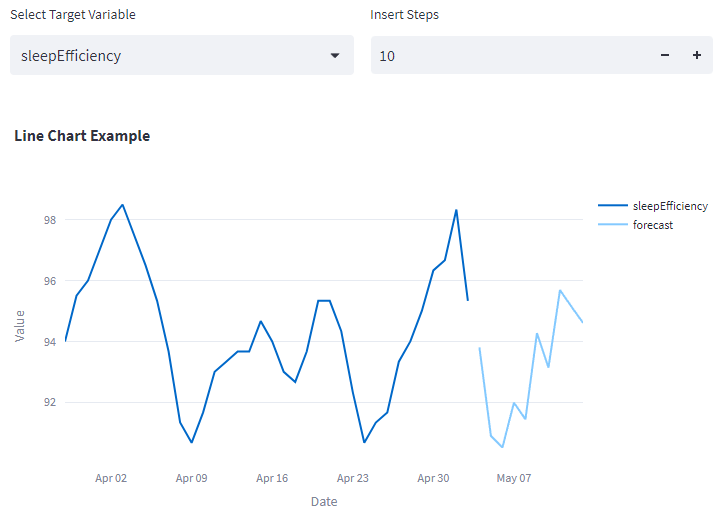 Select Target Variable
Insert Steps
sleepEfficiency
10
Line Chart Example
98
96
94
92
Value
sleepEfficiency
forecast
Apr 02
Apr 09
Apr 16
Apr 23
Apr 30
May 07
Date